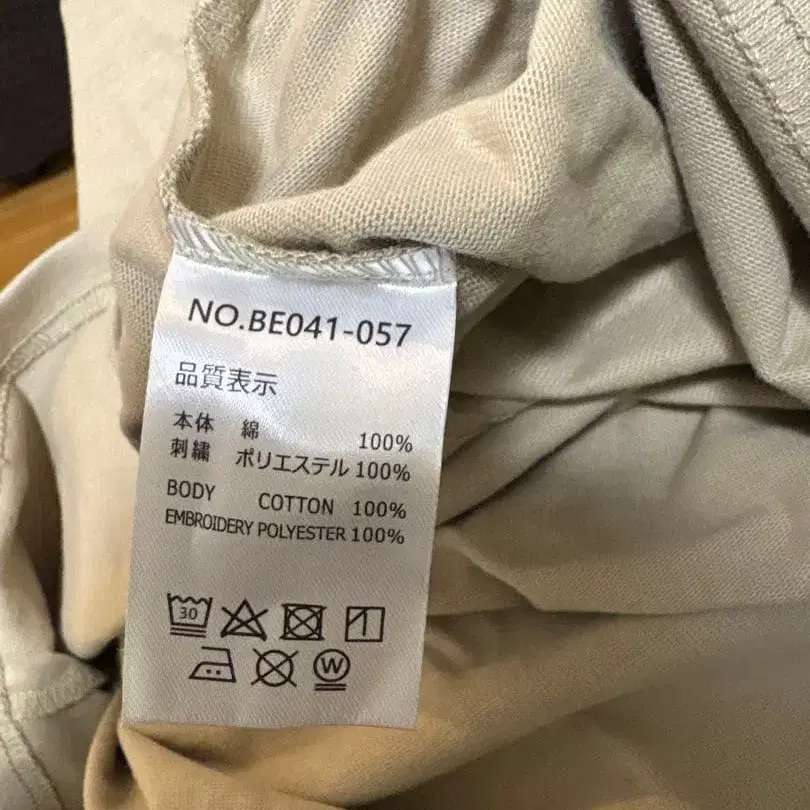 NO.BE041-057
品質表示
本体 綿 100%
刺繍 ポリエステル 100%
BODY COTTON 100%
EMBROIDERY POLYESTER 100%
30
W